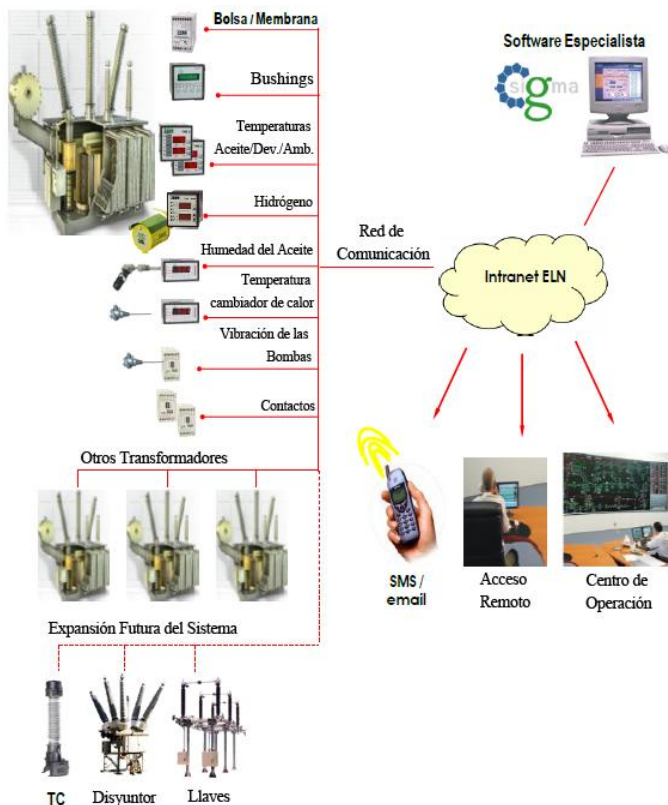 Bolsa / Membrana
Bushings
Temperaturas
Aceite/Dev./Amb.
Hidrógeno
Humedad del Aceite
Temperatura
cambiador de calor
Vibración de las
Bombas
Contactos
Otros Transformadores
Expansión Futura del Sistema
TC
Disyuntor
Llaves
Red de
Comunicación
Software Especialista
sigma
Intranet ELN
SMS /
email
Acceso
Remoto
Centro de
Operación